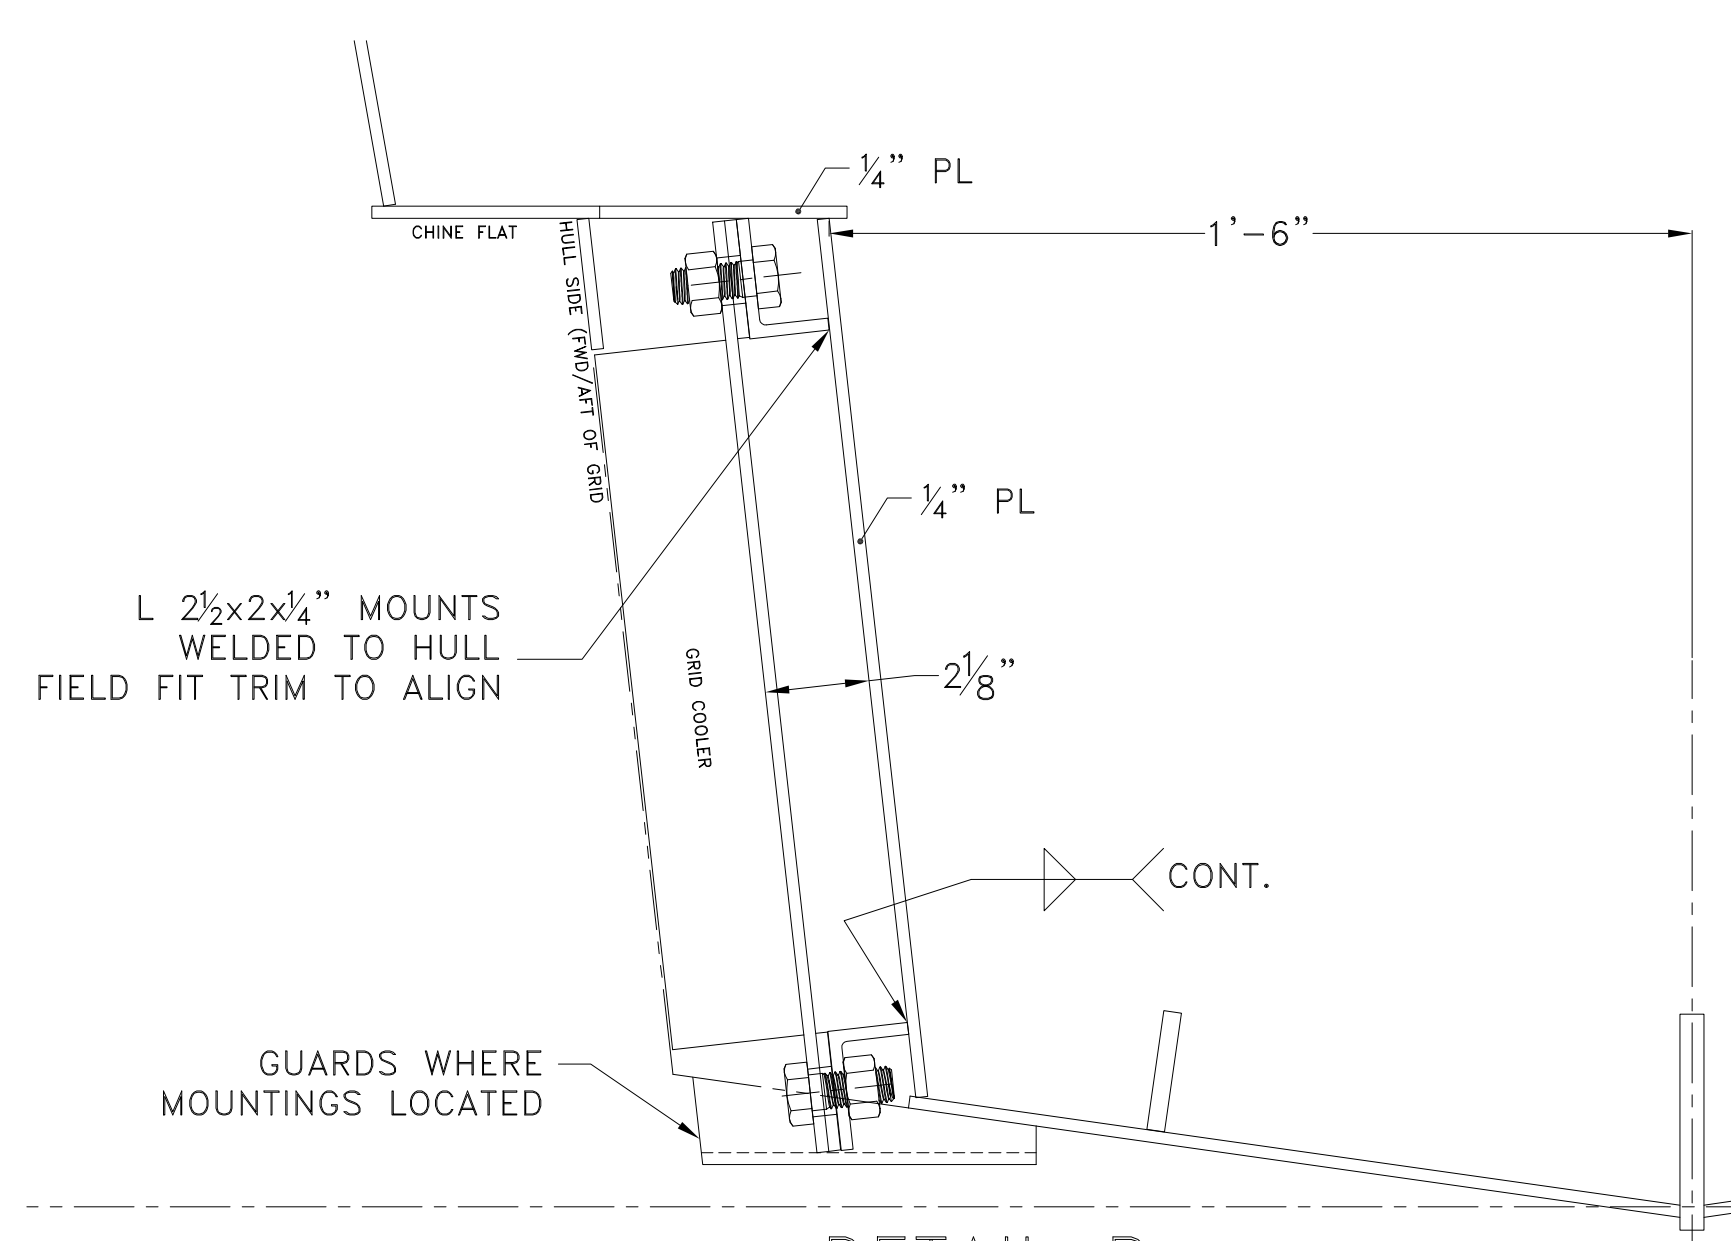 ¼” PL
CHINE FLAT
1’-6”
HULL SIDE (FWD/AFT OF GRID
¼” PL
L 2½x2x¼” MOUNTS
WELDED TO HULL
FIELD FIT TRIM TO ALIGN
GRID COOLER
2⅛”
CONT.
GUARDS WHERE
MOUNTINGS LOCATED